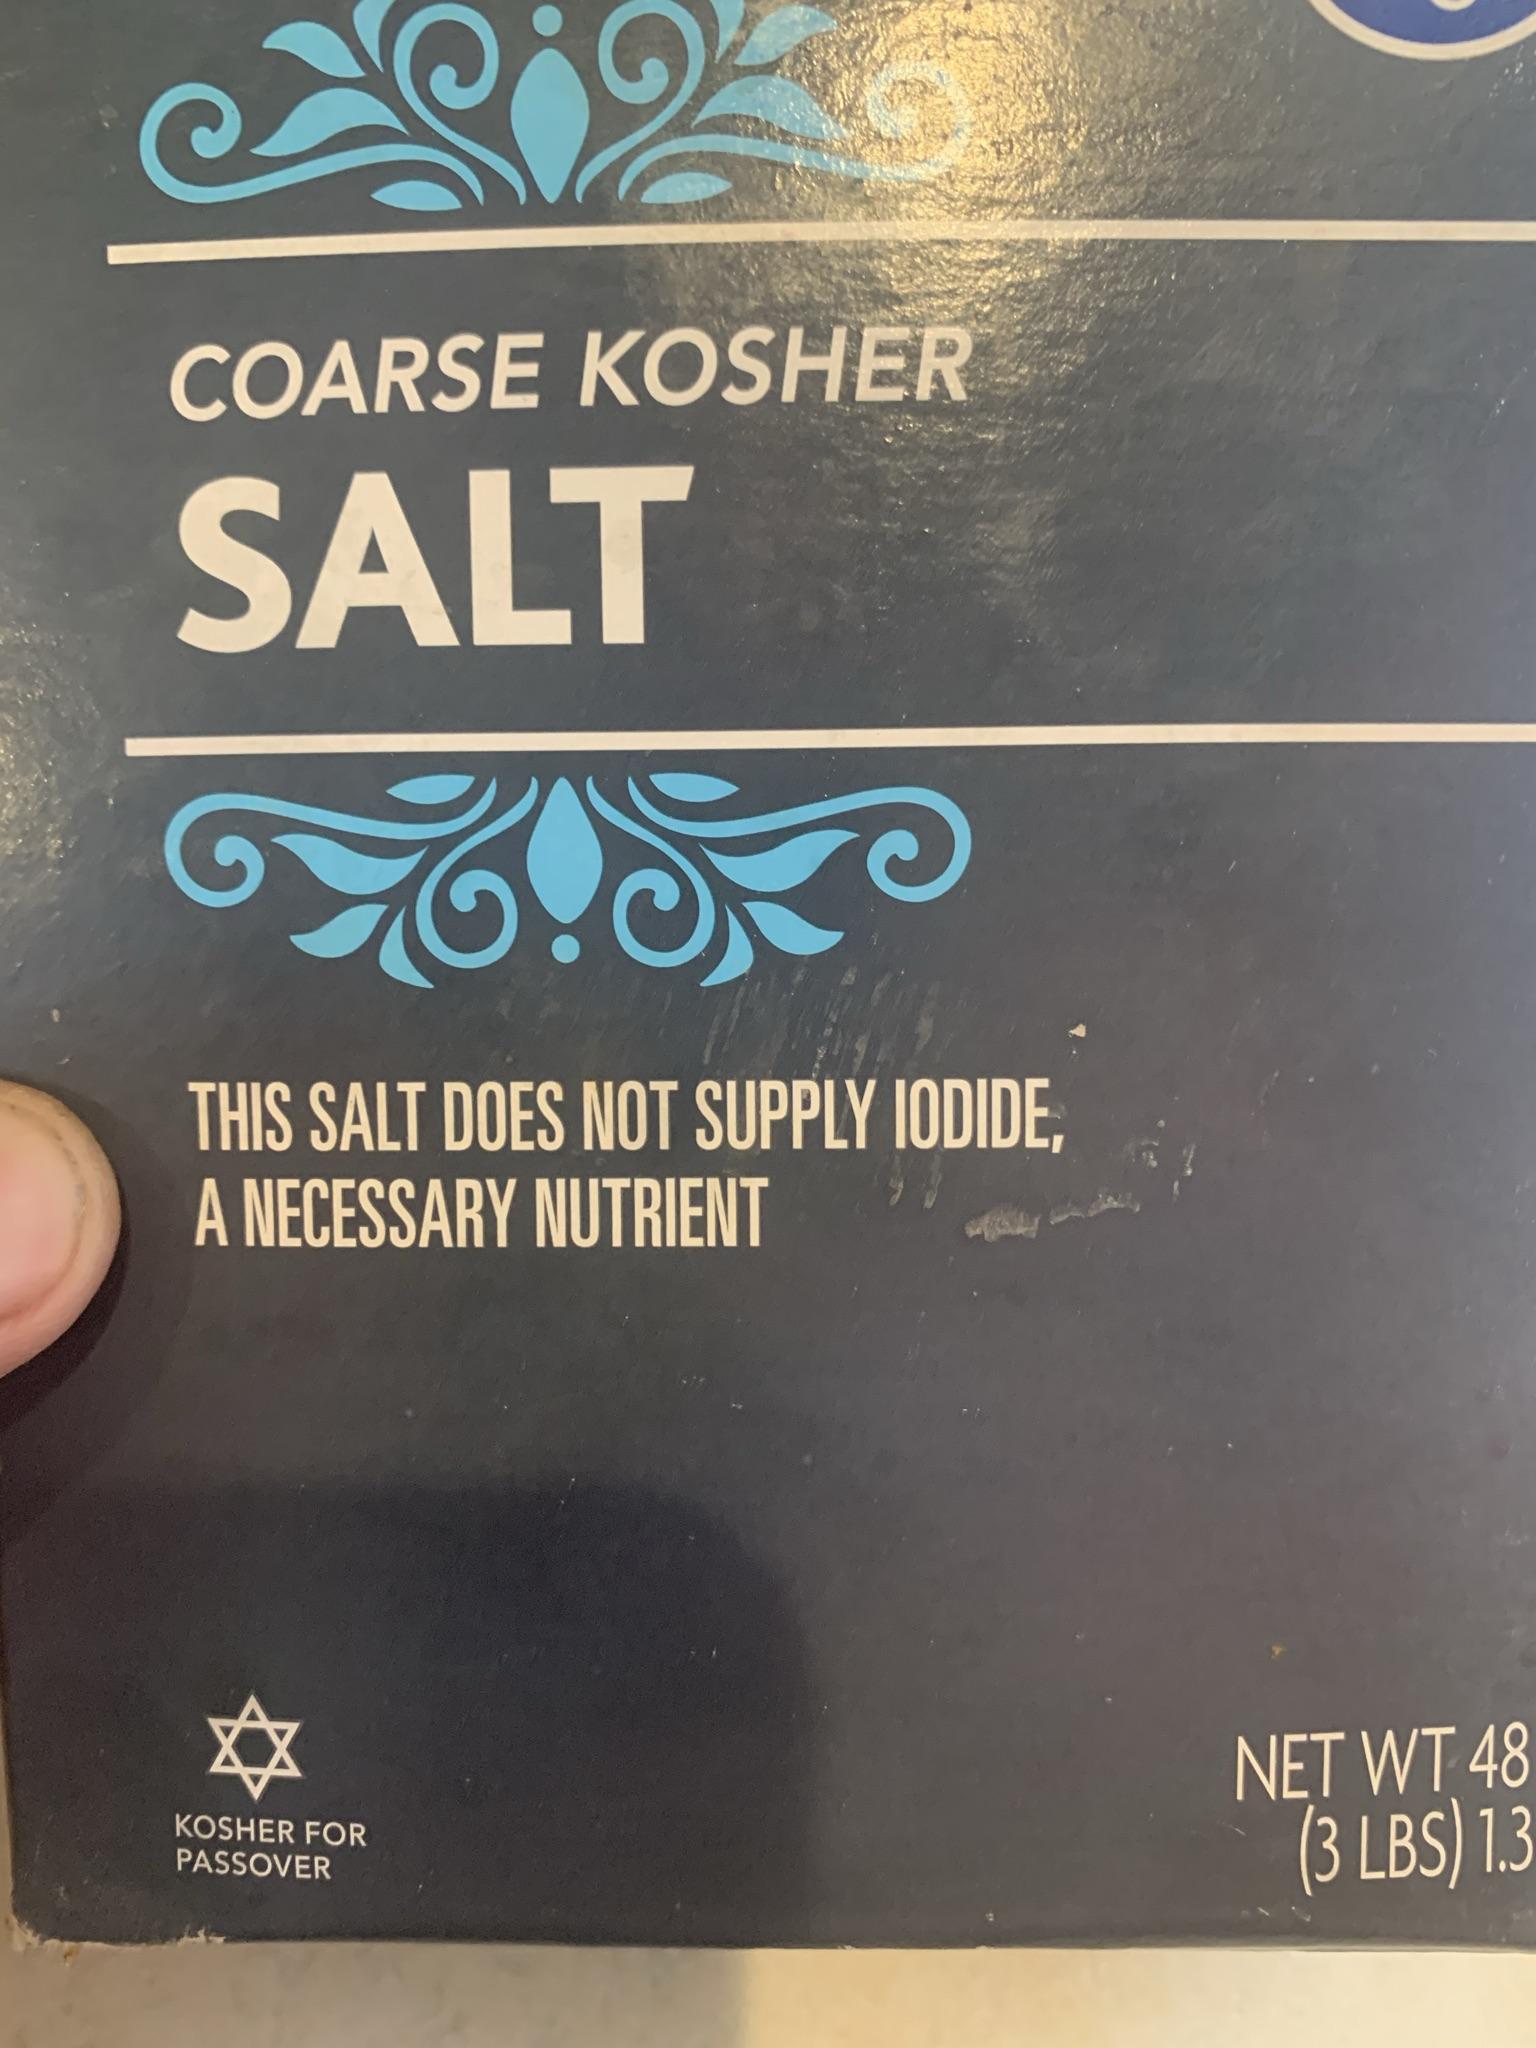 COARSE KOSHER
SALT
THIS SALT DOES NOT SUPPLY IODIDE,
A NECESSARY NUTRIENT
KOSHER FOR
PASSOVER
NET WT 48
(3 LBS) 1.3